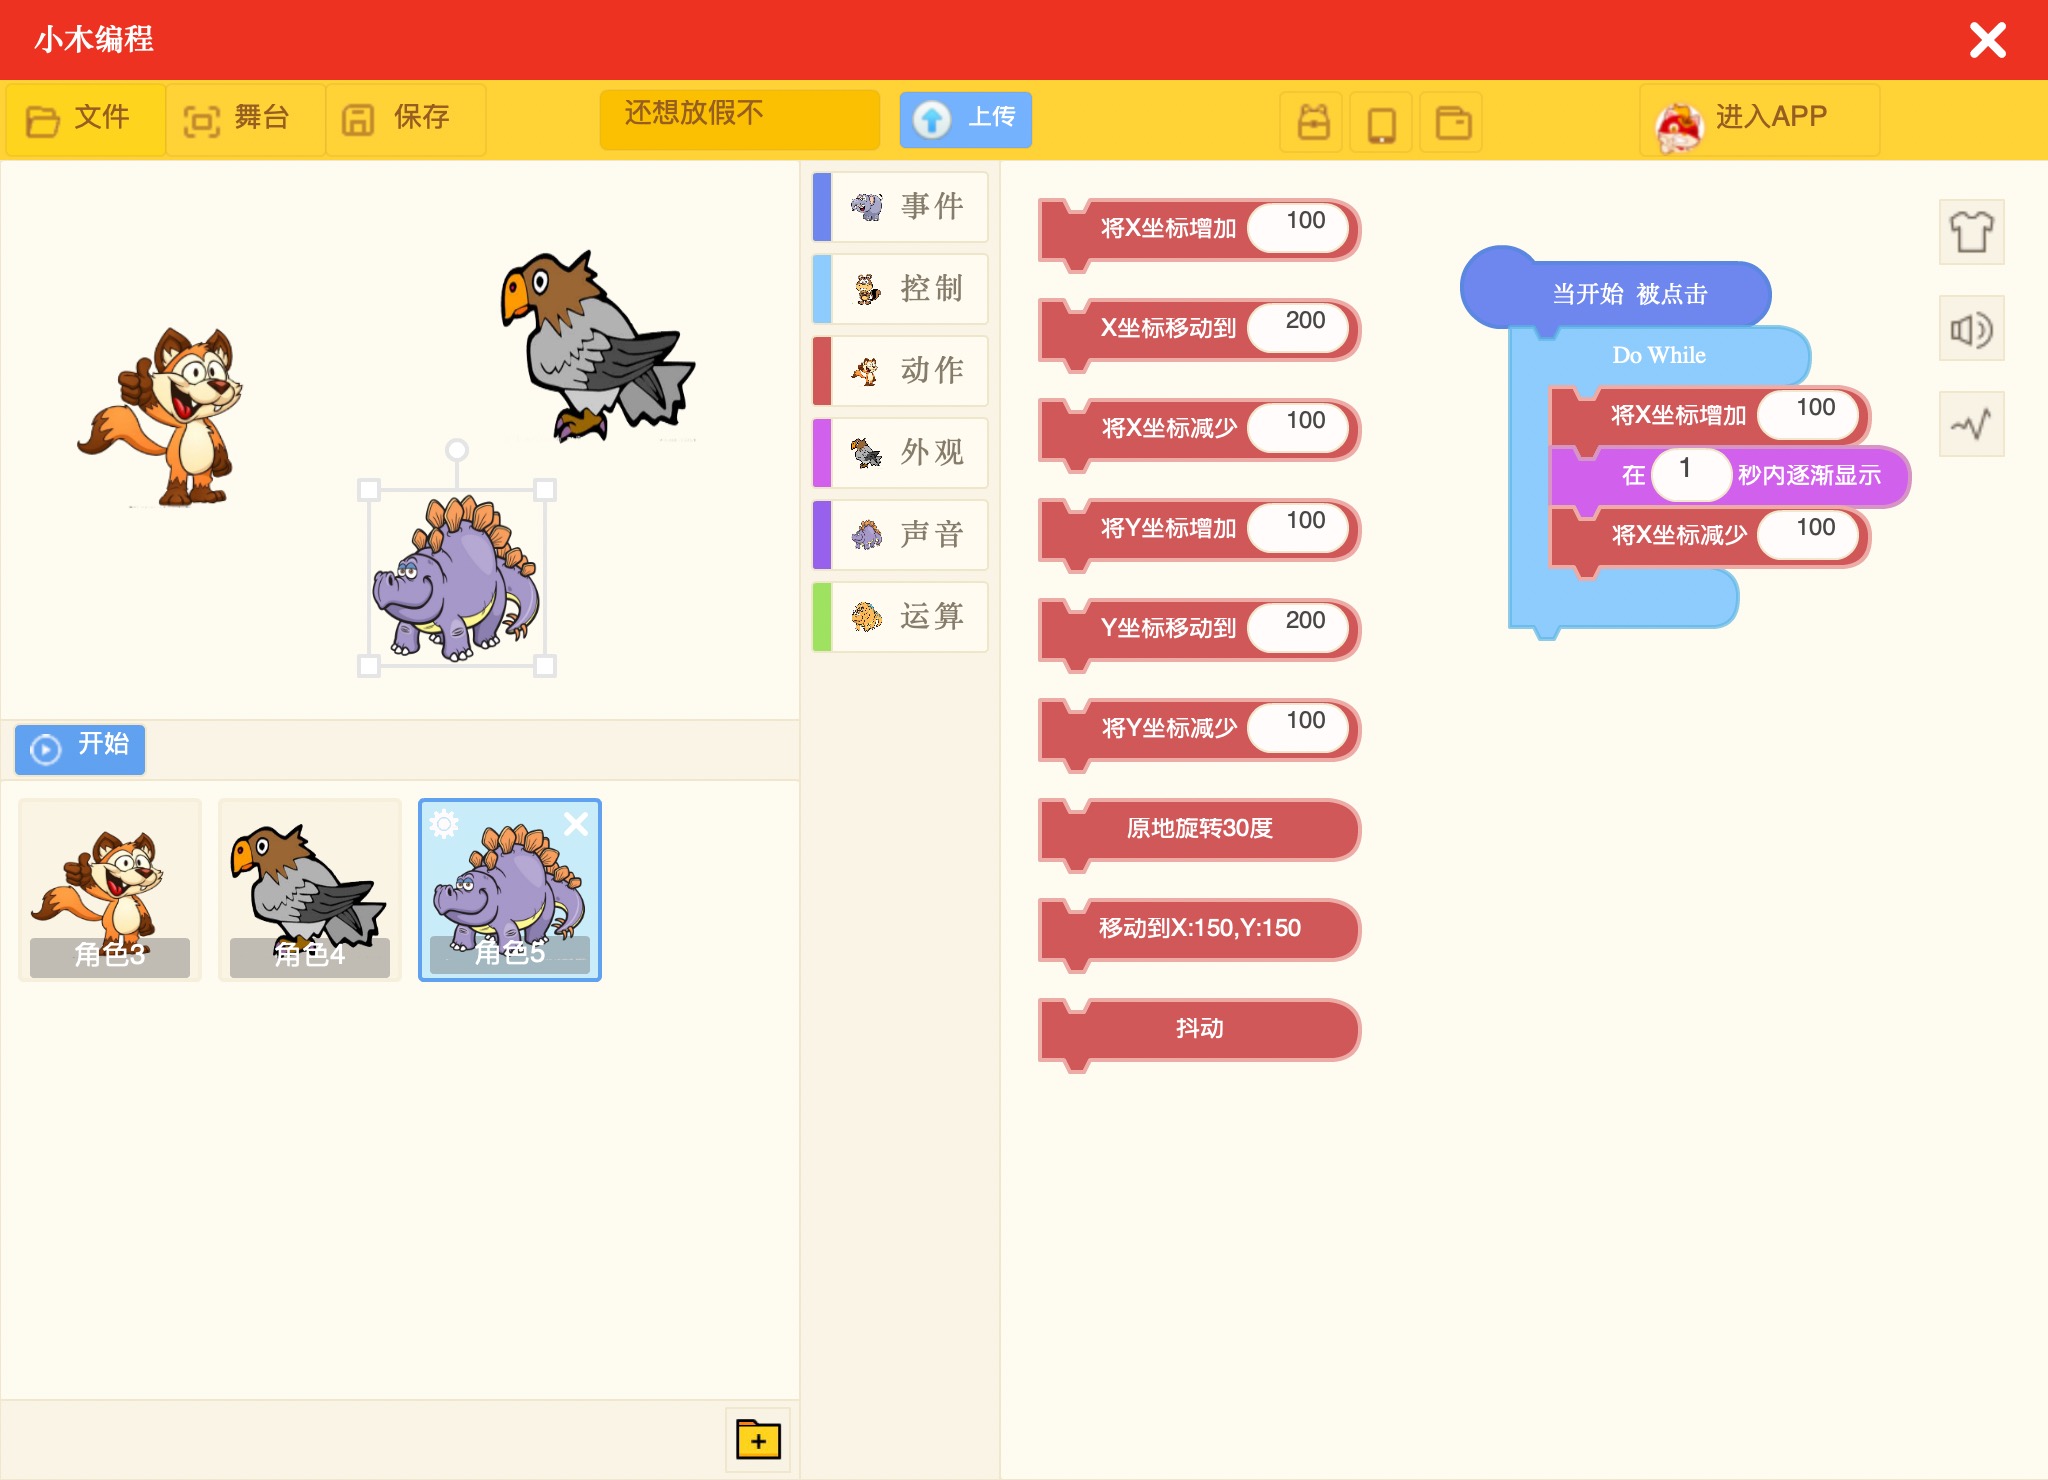 小木编程
文件
舞台
保存
还想放假不
上传
进入APP
事件
控制
动作
外观
声音
运算
将X坐标增加 100
X坐标移动到 200
将X坐标减少 100
将Y坐标增加 100
Y坐标移动到 200
将Y坐标减少 100
原地旋转30度
移动到X:150,Y:150
抖动
当开始 被点击
Do While
将X坐标增加 100
在 1 秒内逐渐显示
将X坐标减少 100
开始
角色3
角色4
角色5